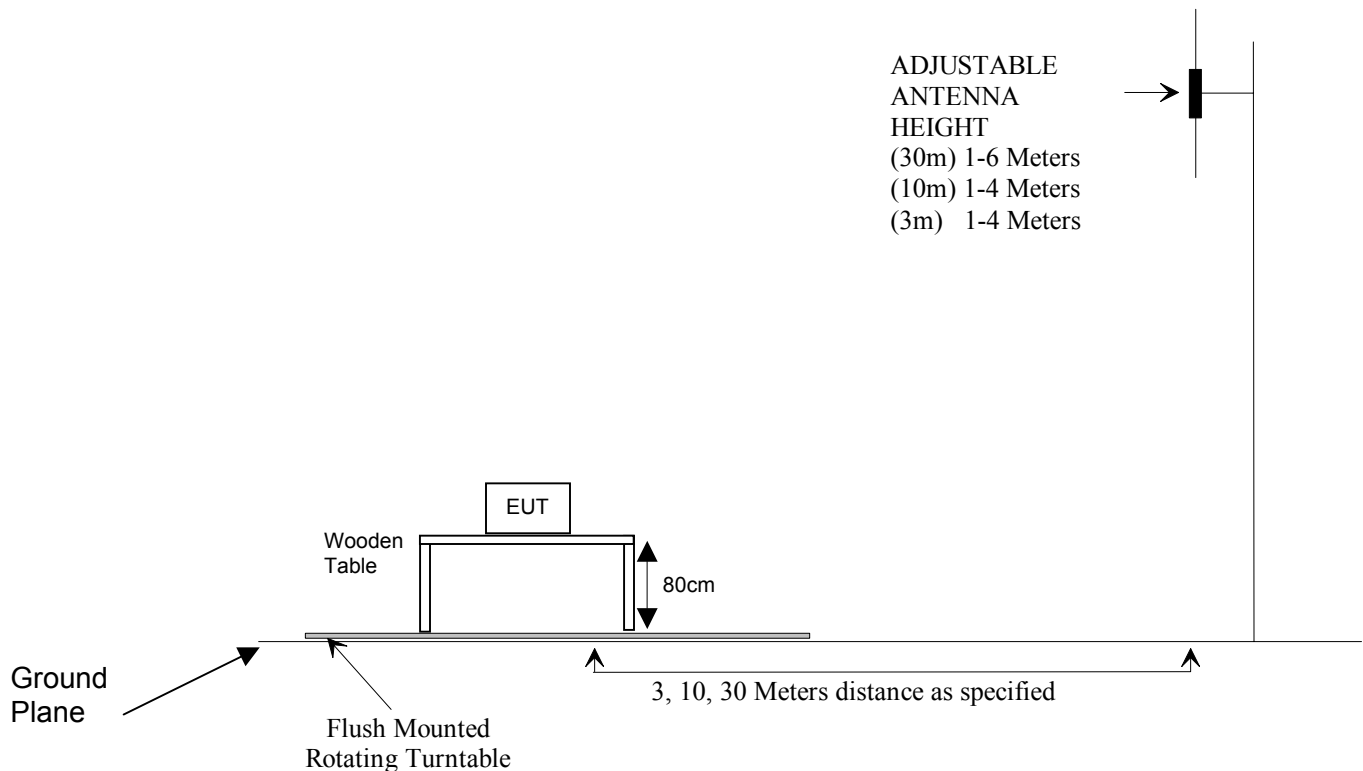 ADJUSTABLE
ANTENNA
HEIGHT
(30m) 1-6 Meters
(10m) 1-4 Meters
(3m) 1-4 Meters
EUT
Wooden
Table
80cm
Ground
Plane
3, 10, 30 Meters distance as specified
Flush Mounted
Rotating Turntable